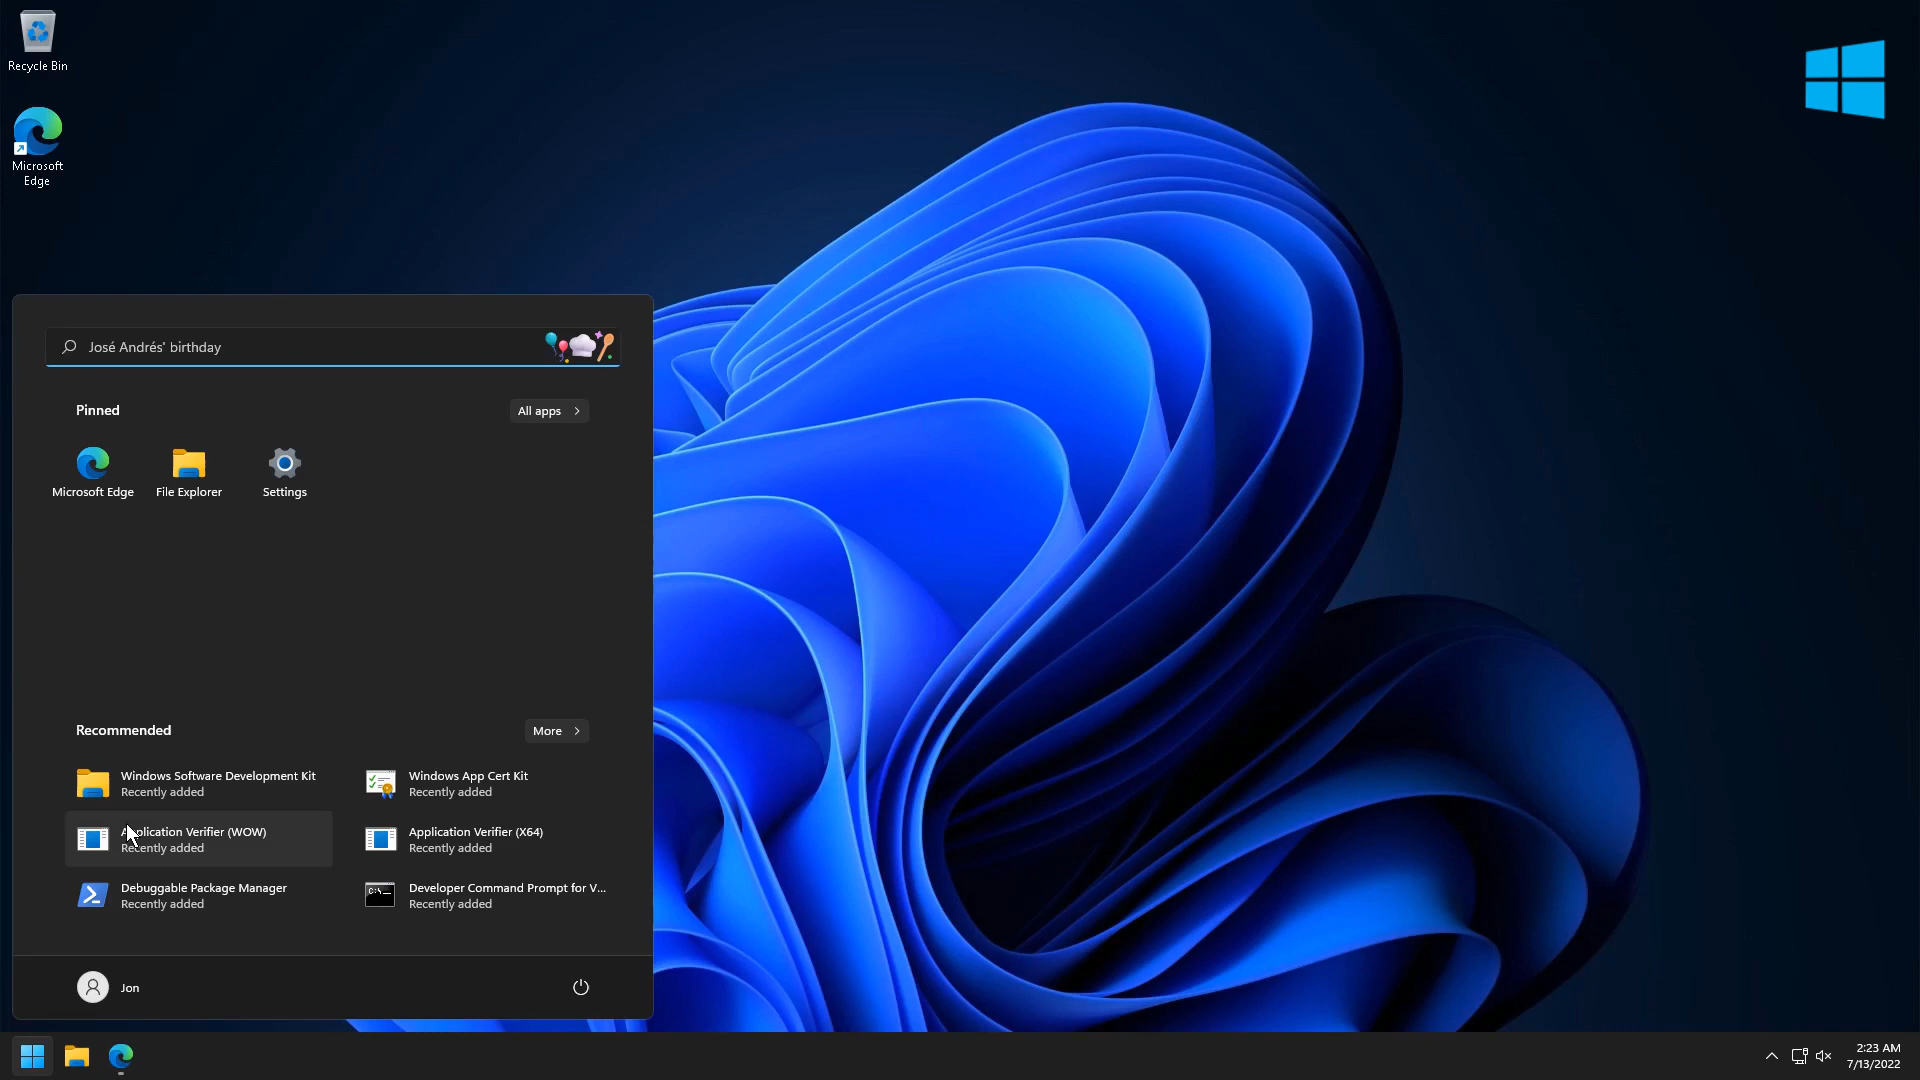 Recycle Bin
Microsoft
Edge
José Andrés' birthday
Pinned
All apps
Microsoft Edge
File Explorer
Settings
Recommended
More
Windows Software Development Kit
Recently added
Windows App Cert Kit
Recently added
Application Verifier (WOW)
Recently added
Application Verifier (X64)
Recently added
Debuggable Package Manager
Recently added
Developer Command Prompt for V...
Recently added
Jon
2:23 AM
7/13/2022